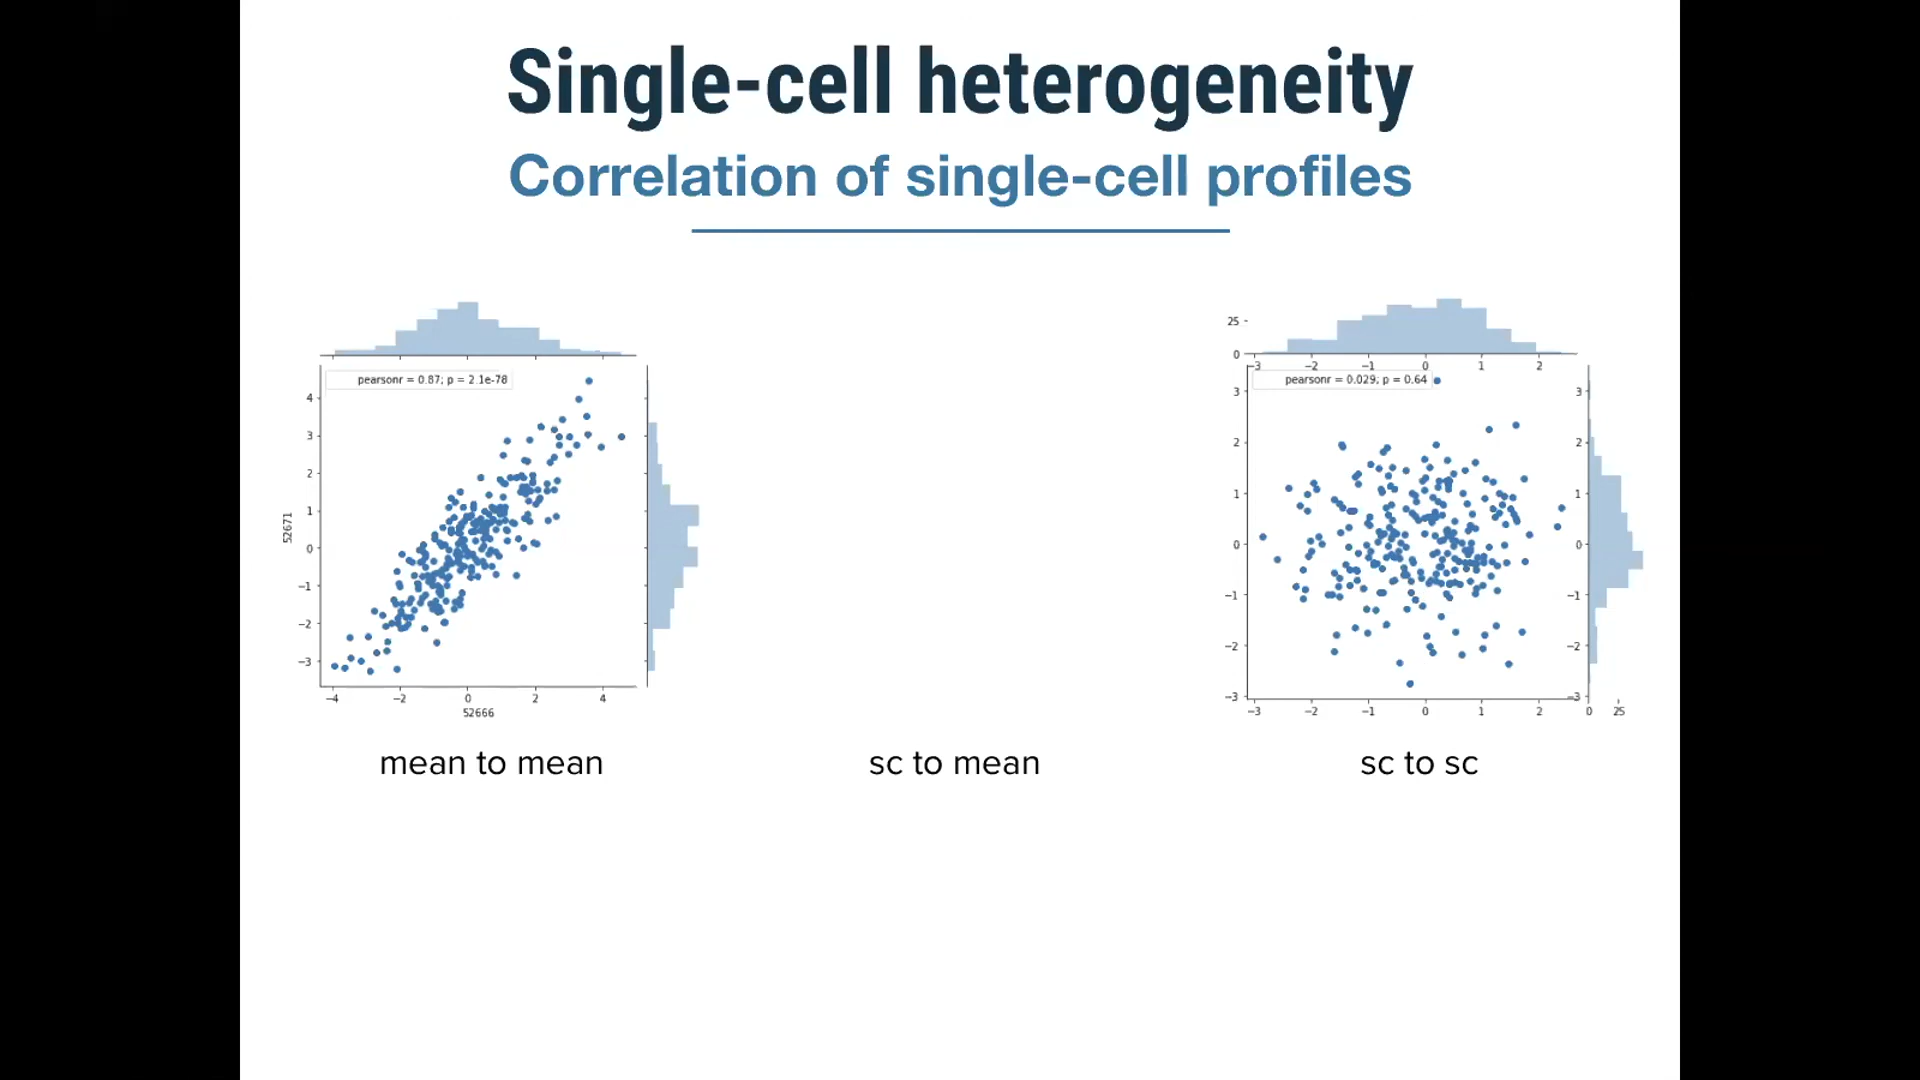 Single-cell heterogeneity
Correlation of single-cell profiles
pearsonr = 0.87; p = 2.1e-78
4
3
2
1
0
−1
−2
−3
52671
−4 −2 0 2 4
52666
mean to mean
sc to mean
25
0
−3 −2 −1 0 1 2
pearsonr = 0.029; p = 0.64
3
2
1
0
−1
−2
−3
−3 −2 −1 0 1 2
3
2
1
0
−1
−2
−3
0 25
sc to sc